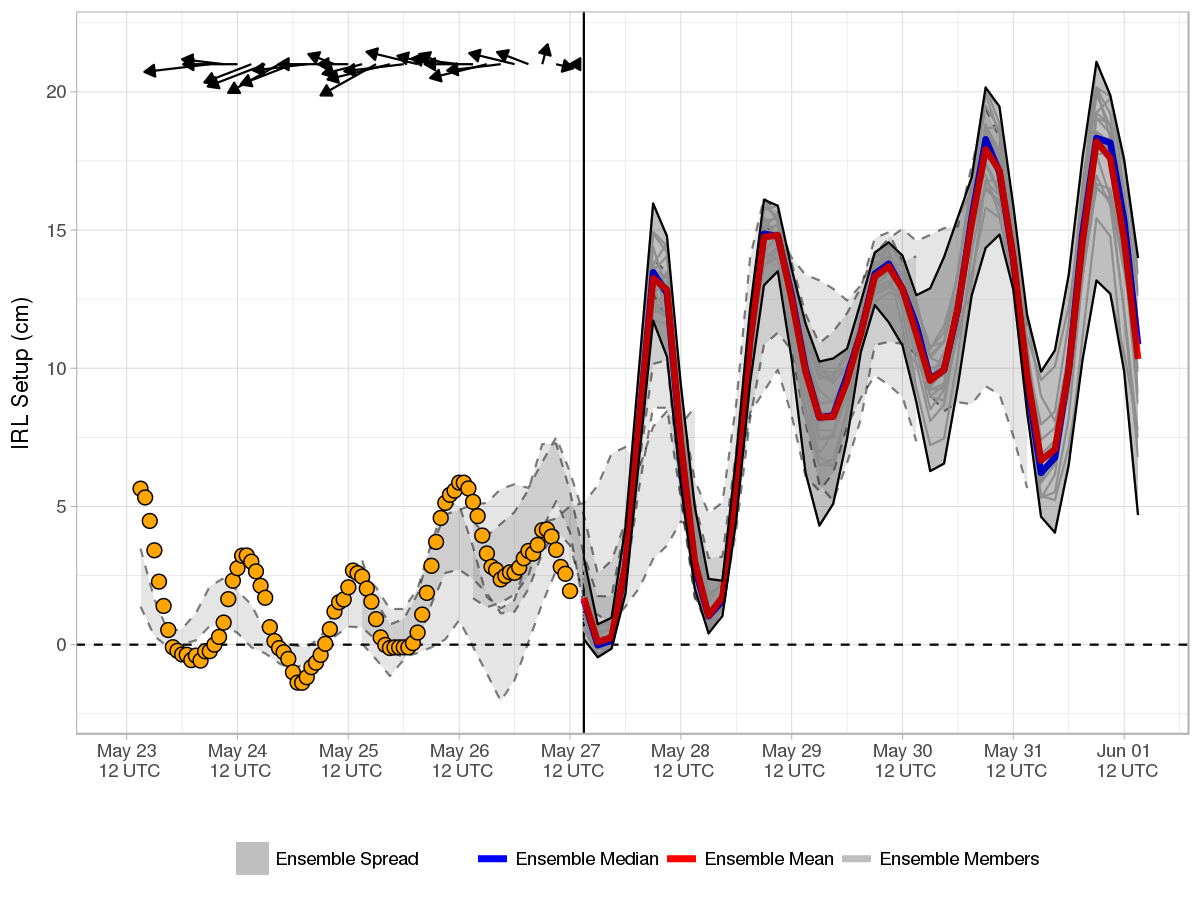 20
15
10
5
0
IRL Setup (cm)
May 23 May 24 May 25 May 26 May 27 May 28 May 29 May 30 May 31 Jun 01
12 UTC 12 UTC 12 UTC 12 UTC 12 UTC 12 UTC 12 UTC 12 UTC 12 UTC 12 UTC
Ensemble Spread Ensemble Median Ensemble Mean Ensemble Members